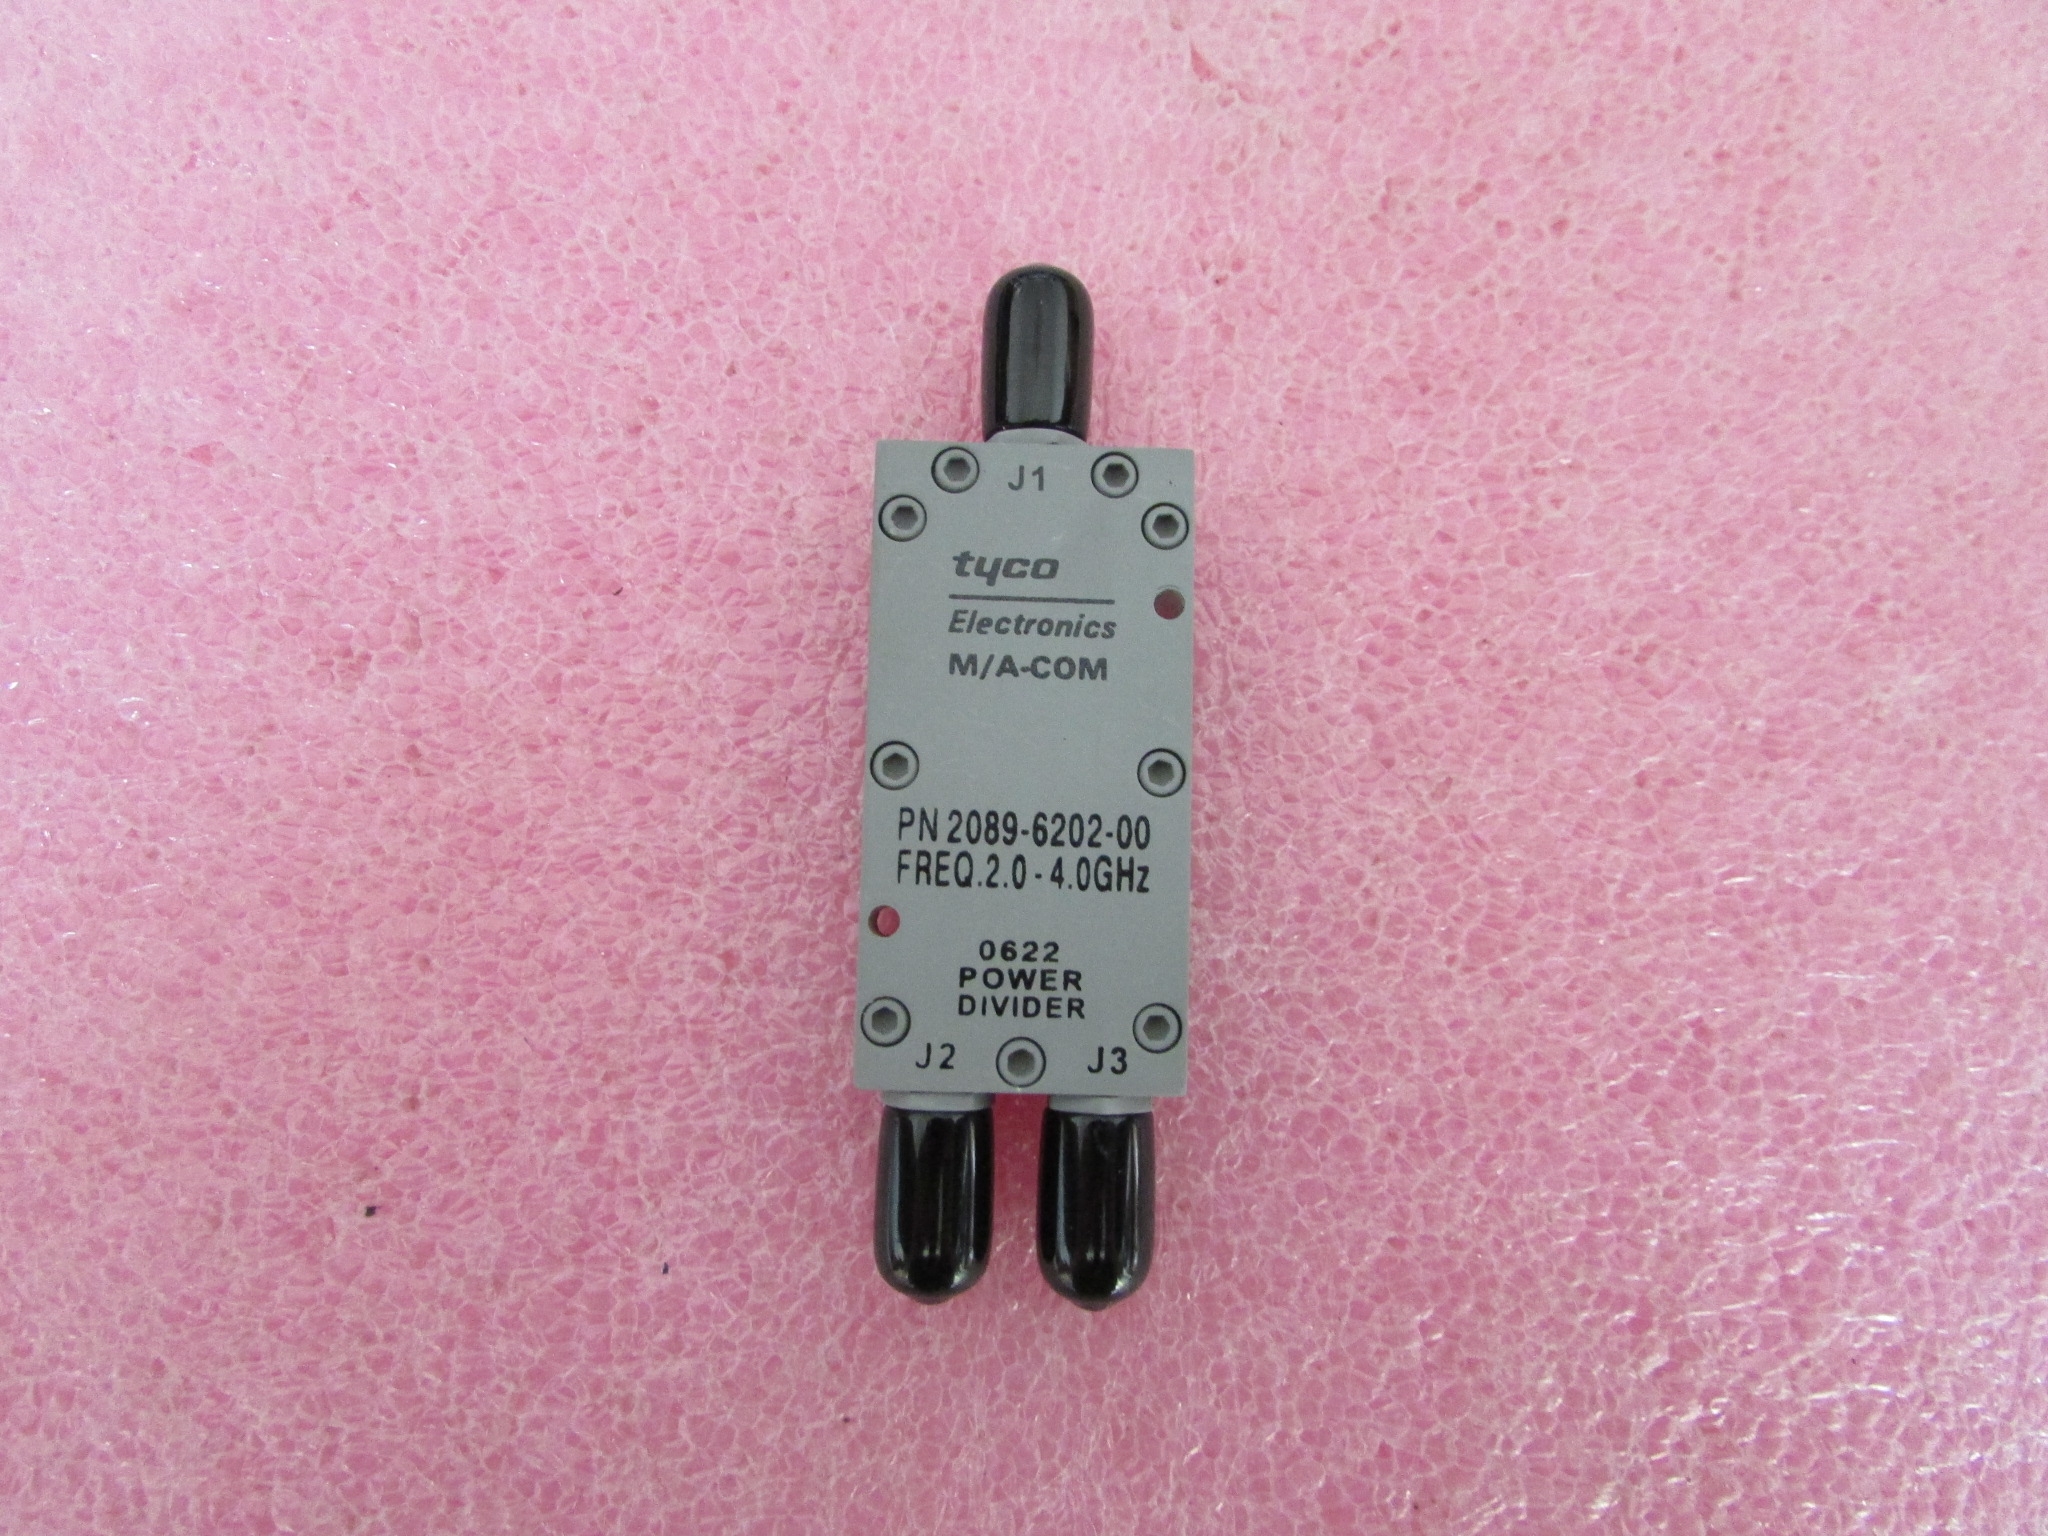 J1
tyco
Electronics
M/A-COM
PN 2089-6202-00
FREQ.2.0 - 4.0GHz
0622
POWER
DIVIDER
J2 J3